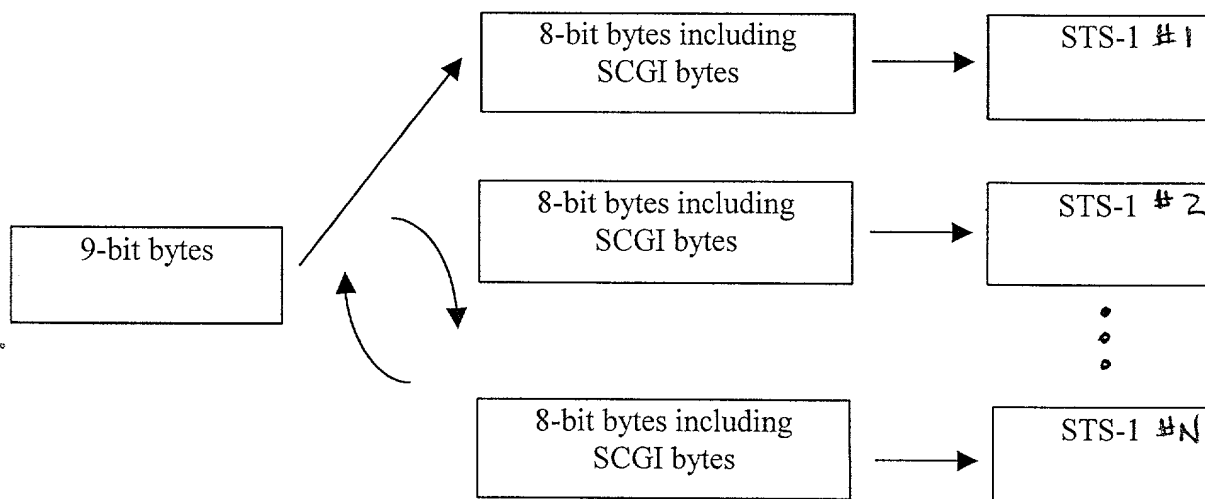 8-bit bytes including
SCGI bytes
STS-1 #1
8-bit bytes including
SCGI bytes
STS-1 #2
9-bit bytes
8-bit bytes including
SCGI bytes
STS-1 #N